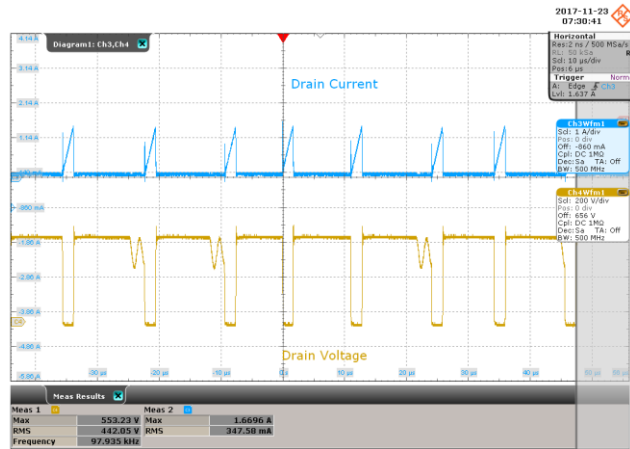 2017-11-23
07:30:41
Diagram1: Ch3,Ch4
Horizontal
Res:2 ns / 500 MSa/s
RL: 50 kSa
Scl: 10 µs/div
Pos:6 µs
Trigger Norm
A: Edge Ch3
Lvl: 1.637 A
4.14 A
3.14 A
2.14 A
1.14 A
-860 mA
-1.86 A
-2.86 A
-3.86 A
-4.86 A
-5.86 A
Drain Current
Ch3Wfm1
Scl: 1 A/div
Pos: 0 div
Off: -860 mA
Cpl: DC 1MΩ
Dec:Sa TA: Off
BW: 500 MHz
Ch4Wfm1
Scl: 200 V/div
Pos: 0 div
Off: 656 V
Cpl: DC 1MΩ
Dec:Sa TA: Off
BW: 500 MHz
Drain Voltage
-30 µs
-20 µs
-10 µs
0 s
10 µs
20 µs
30 µs
40 µs
Meas Results
Meas 1 Meas 2
Max 553.23 V Max 1.6696 A
RMS 442.05 V RMS 347.58 mA
Frequency 97.935 kHz